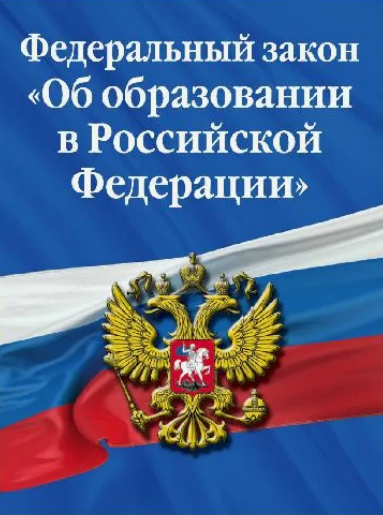 Федеральный закон
«Об образовании
в Российской
Федерации»